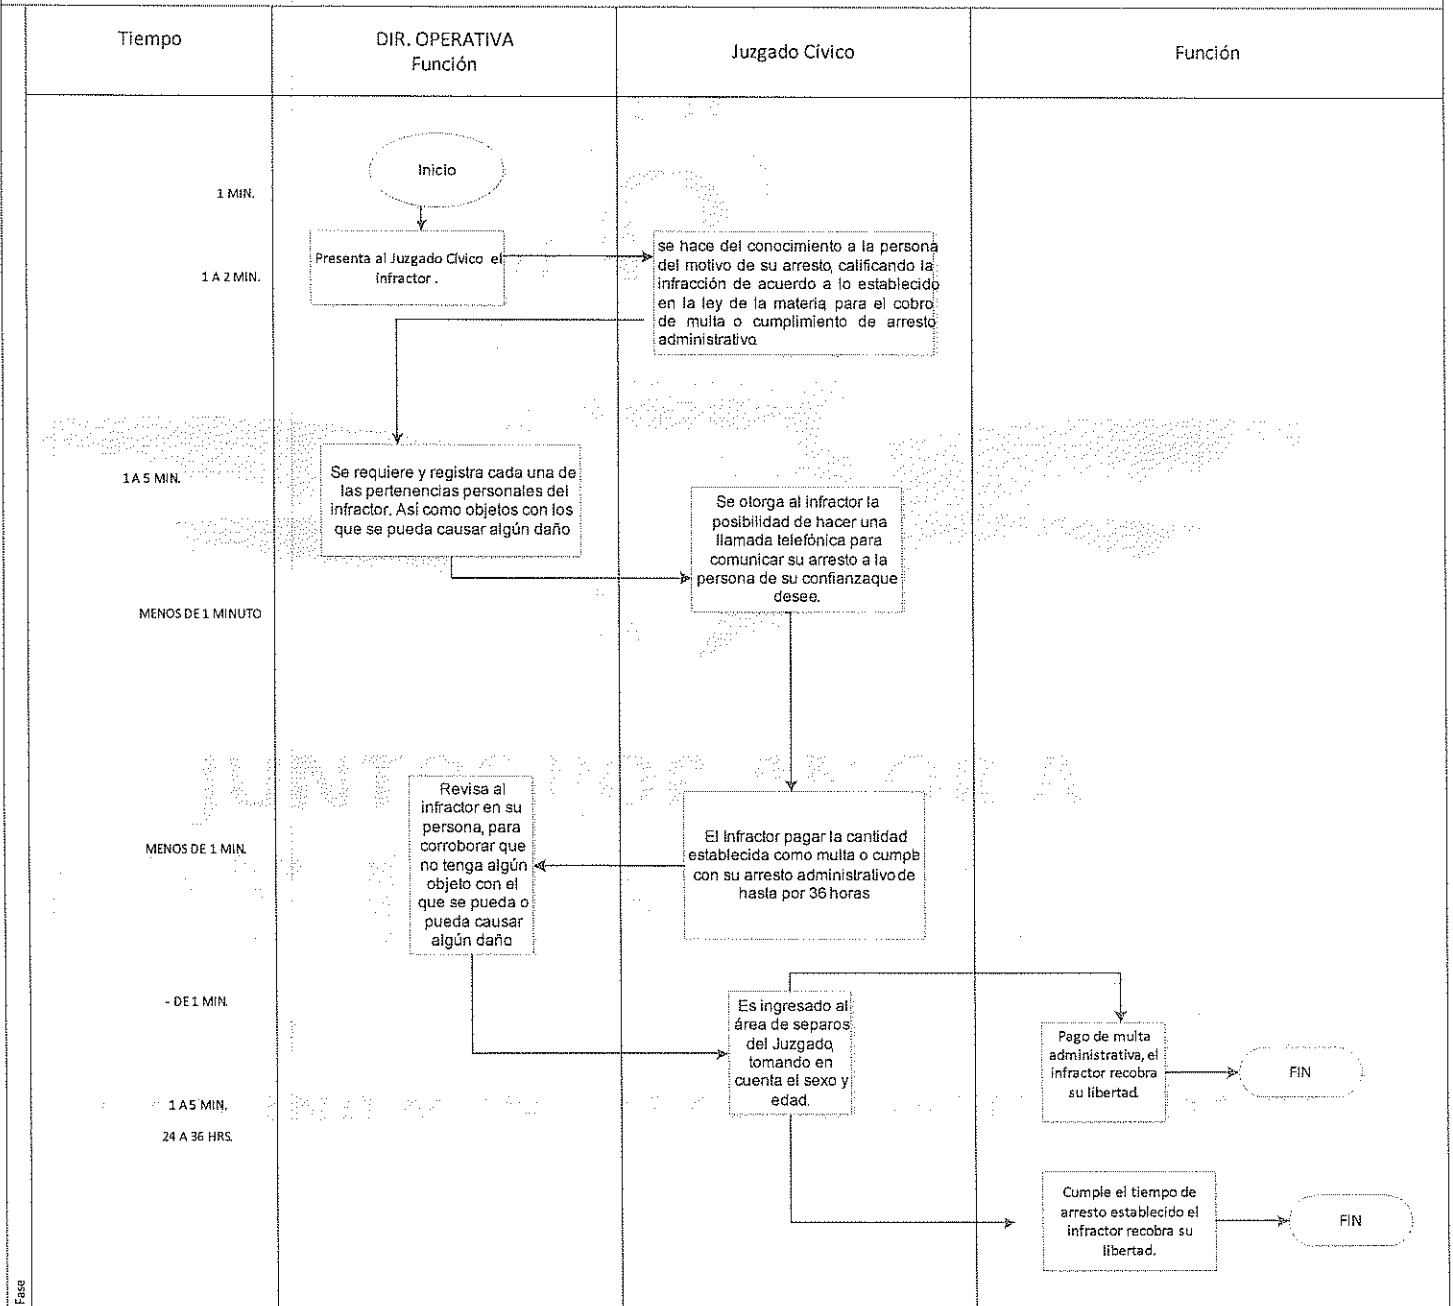 Tiempo
DIR. OPERATIVA
Función
Juzgado Cívico
Función
Inicio
1 MIN.
Presenta al Juzgado Cívico el
infractor .
1 A 2 MIN.
se hace del conocimiento a la persona
del motivo de su arresto, calificando la
infracción de acuerdo a lo establecido
en la ley de la materia, para el cobro
de multa o cumplimiento de arresto
administrativo.
1 A 5 MIN.
Se requiere y registra cada una de
las pertenencias personales del
infractor. Así como objetos con los
que se pueda causar algún daño
Se otorga al infractor la
posibilidad de hacer una
llamada telefónica para
comunicar su arresto a la
persona de su confianzaque
desee.
MENOS DE 1 MINUTO
JUNTOS POR
Revisa al
infractor en su
persona, para
corroborar que
no tenga algún
objeto con el
que se pueda o
pueda causar
algún daño
MENOS DE 1 MIN.
El Infractor pagar la cantidad
establecida como multa o cumple
con su arresto administrativo de
hasta por 36 horas
- DE 1 MIN.
Es ingresado al
área de separos
del Juzgado,
tomando en
cuenta el sexo y
edad.
Pago de multa
administrativa, el
infractor recobra
su libertad.
FIN
1 A 5 MIN.
24 A 36 HRS.
Cumple el tiempo de
arresto establecido el
infractor recobra su
libertad.
FIN
Fase